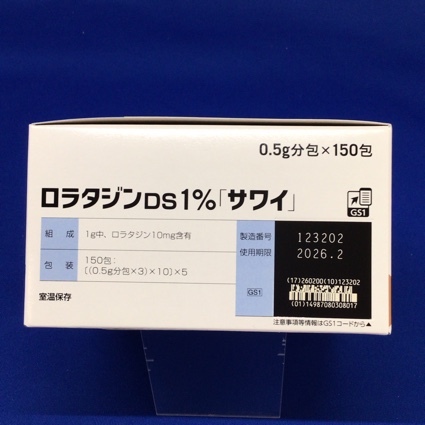 0.5g分包×150包
ロラタジンDS1%「サワイ」
GS1
組成 1g中、ロラタジン10mg含有
包装 150包:
〔(0.5g分包×3)×10〕×5
製造番号 123202
使用期限 2026.2
GS1
(17)260200(10)123202
(01)14987080308017
室温保存
注意事項等情報はGS1コードから▲